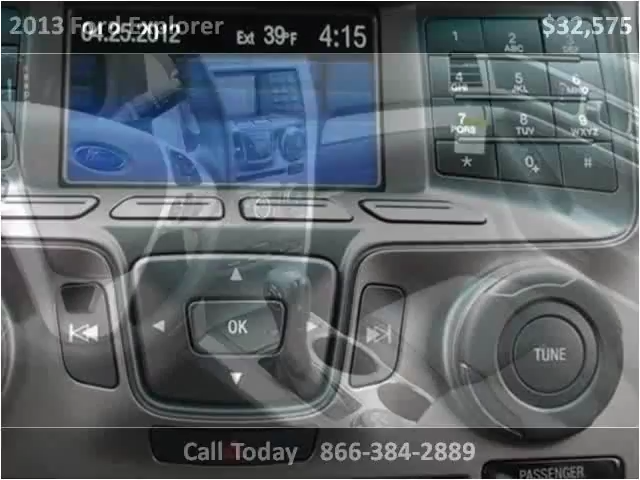 2013 Ford Explorer $32,575
04.25.2012 Ext 39°F 4:15
1 2 ABC
4 GHI 5 JKL 6 MNO
7 PQRS 8 TUV 9 WXYZ
* 0+ #
OK
TUNE
Call Today 866-384-2889
PASSENGER